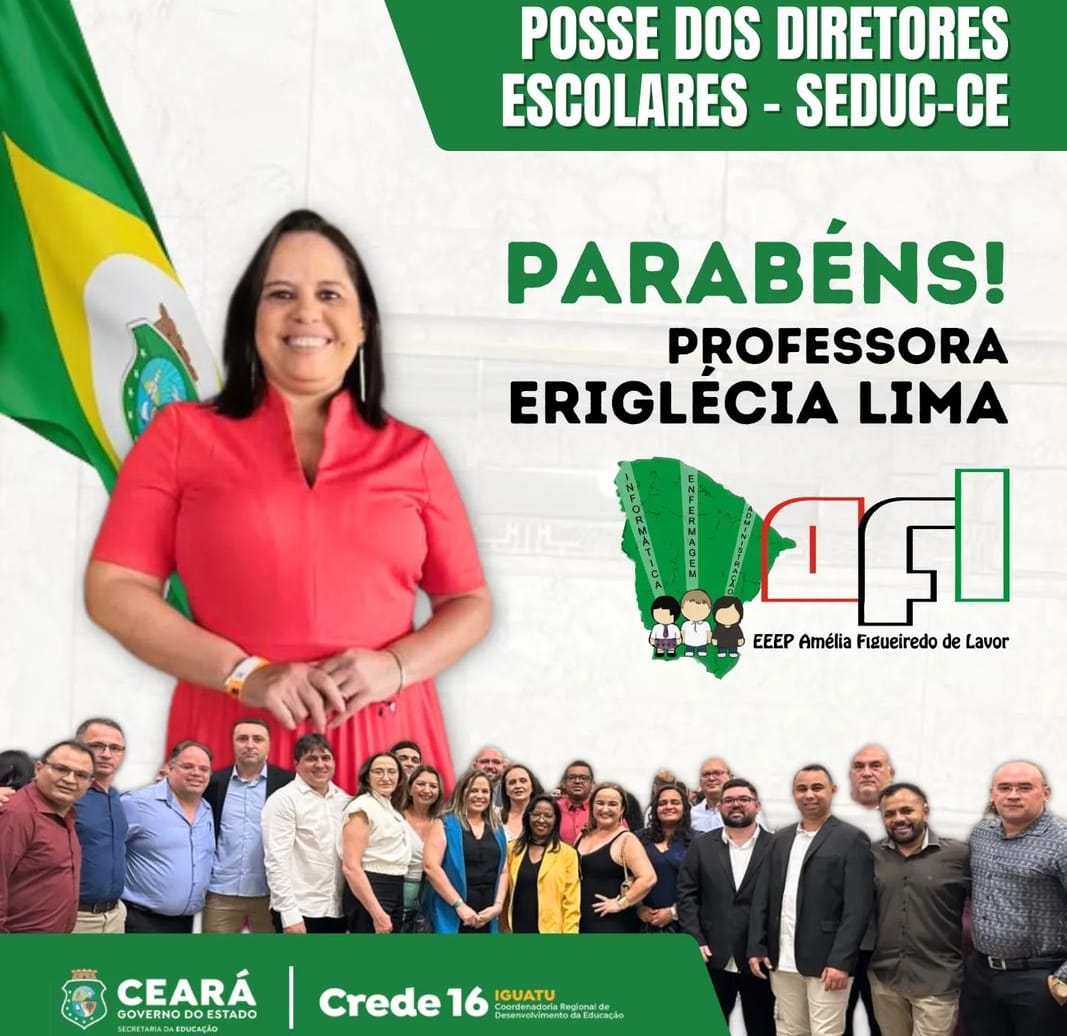 POSSE DOS DIRETORES
ESCOLARES - SEDUC-CE
PARABÉNS!
PROFESSORA
ERIGLÉCIA LIMA
INFORMÁTICA
ENFERMAGEM
ADMINISTRAÇÃO
AFL
EEEP Amélia Figueiredo de Lavor
CEARÁ
GOVERNO DO ESTADO
SECRETARIA DA EDUCAÇÃO
Crede 16
IGUATU
Coordenadoria Regional de
Desenvolvimento da Educação